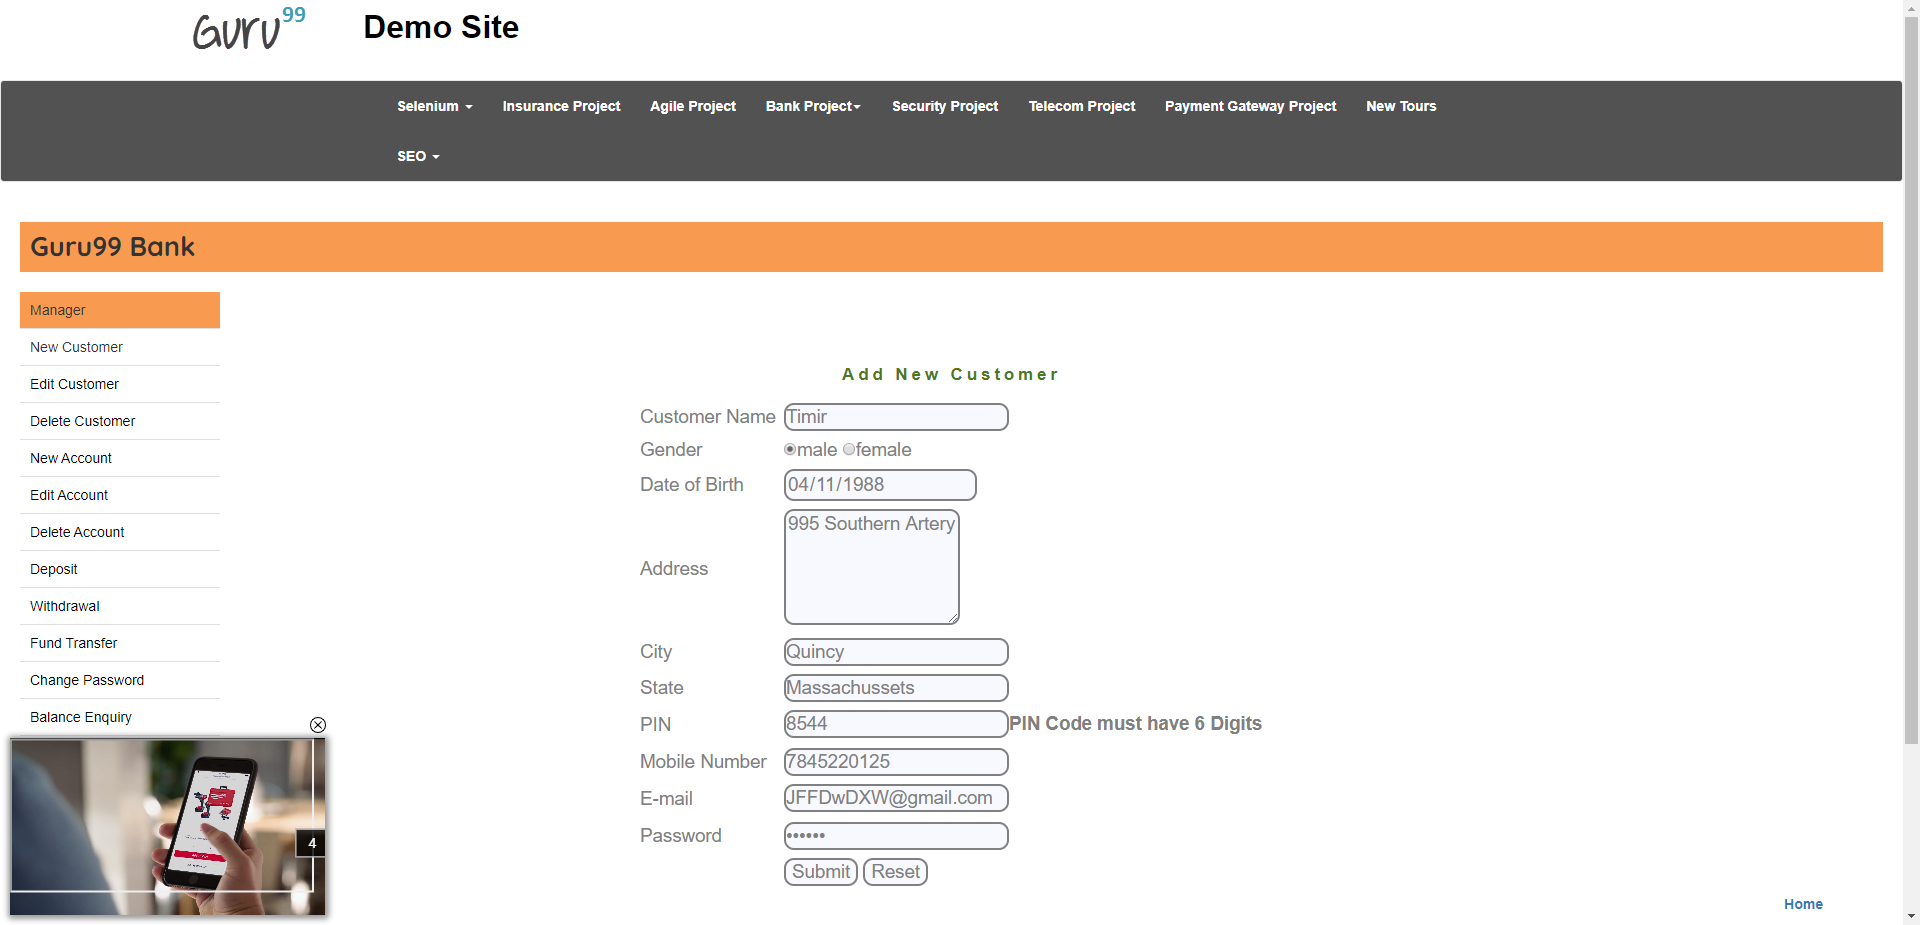 Guru99
Demo Site
Selenium
Insurance Project
Agile Project
Bank Project
Security Project
Telecom Project
Payment Gateway Project
New Tours
SEO
Guru99 Bank
Manager
New Customer
Edit Customer
Delete Customer
New Account
Edit Account
Delete Account
Deposit
Withdrawal
Fund Transfer
Change Password
Balance Enquiry
Add New Customer
Customer Name Timir
Gender male female
Date of Birth 04/11/1988
Address 995 Southern Artery
City Quincy
State Massachussets
PIN 8544 PIN Code must have 6 Digits
Mobile Number 7845220125
E-mail JFFDwDXW@gmail.com
Password ••••••
Submit Reset
4
Home